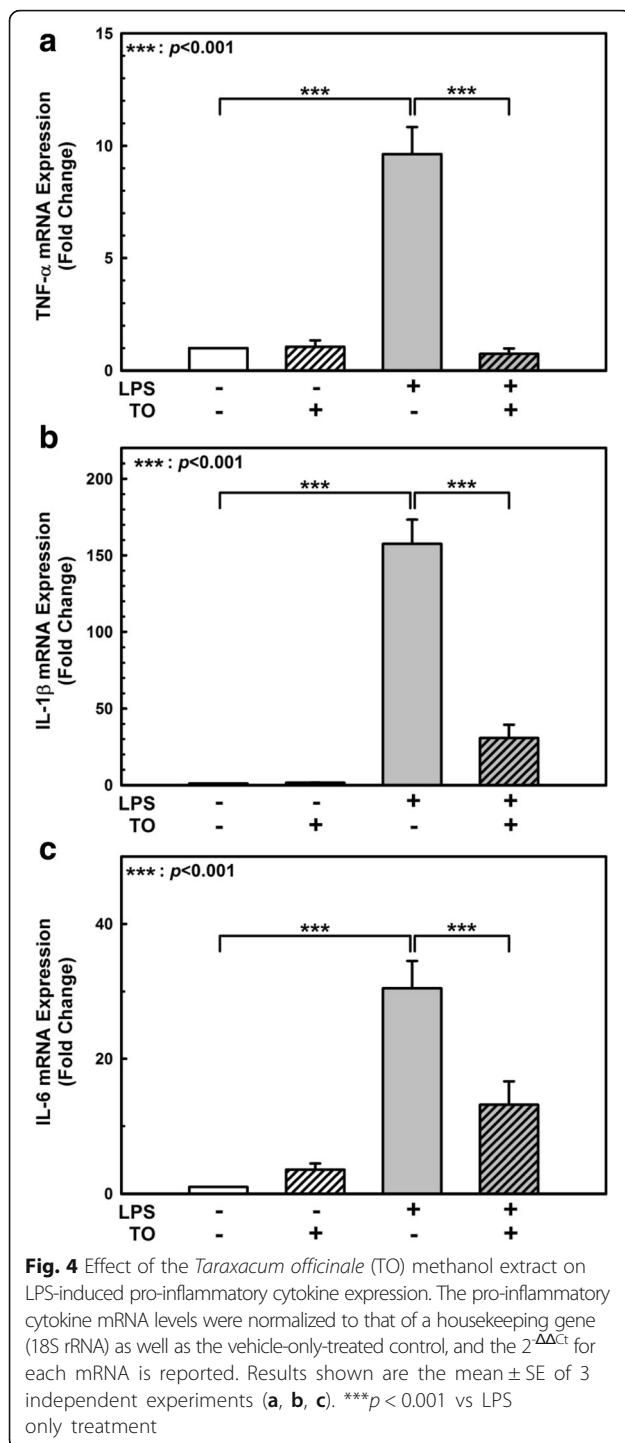 a
15
***: p<0.001
***
***
10
5
0
TNF-α mRNA Expression
(Fold Change)
LPS - - + +
TO - + - +
b
***: p<0.001
200
***
***
150
100
50
0
IL-1β mRNA Expression
(Fold Change)
LPS - - + +
TO - + - +
c
***: p<0.001
40
***
***
20
0
IL-6 mRNA Expression
(Fold Change)
LPS - - + +
TO - + - +
Fig. 4 Effect of the Taraxacum officinale (TO) methanol extract on
LPS-induced pro-inflammatory cytokine expression. The pro-inflammatory
cytokine mRNA levels were normalized to that of a housekeeping gene
(18S rRNA) as well as the vehicle-only-treated control, and the 2-ΔΔCt for
each mRNA is reported. Results shown are the mean ± SE of 3
independent experiments (a, b, c). ***p < 0.001 vs LPS
only treatment